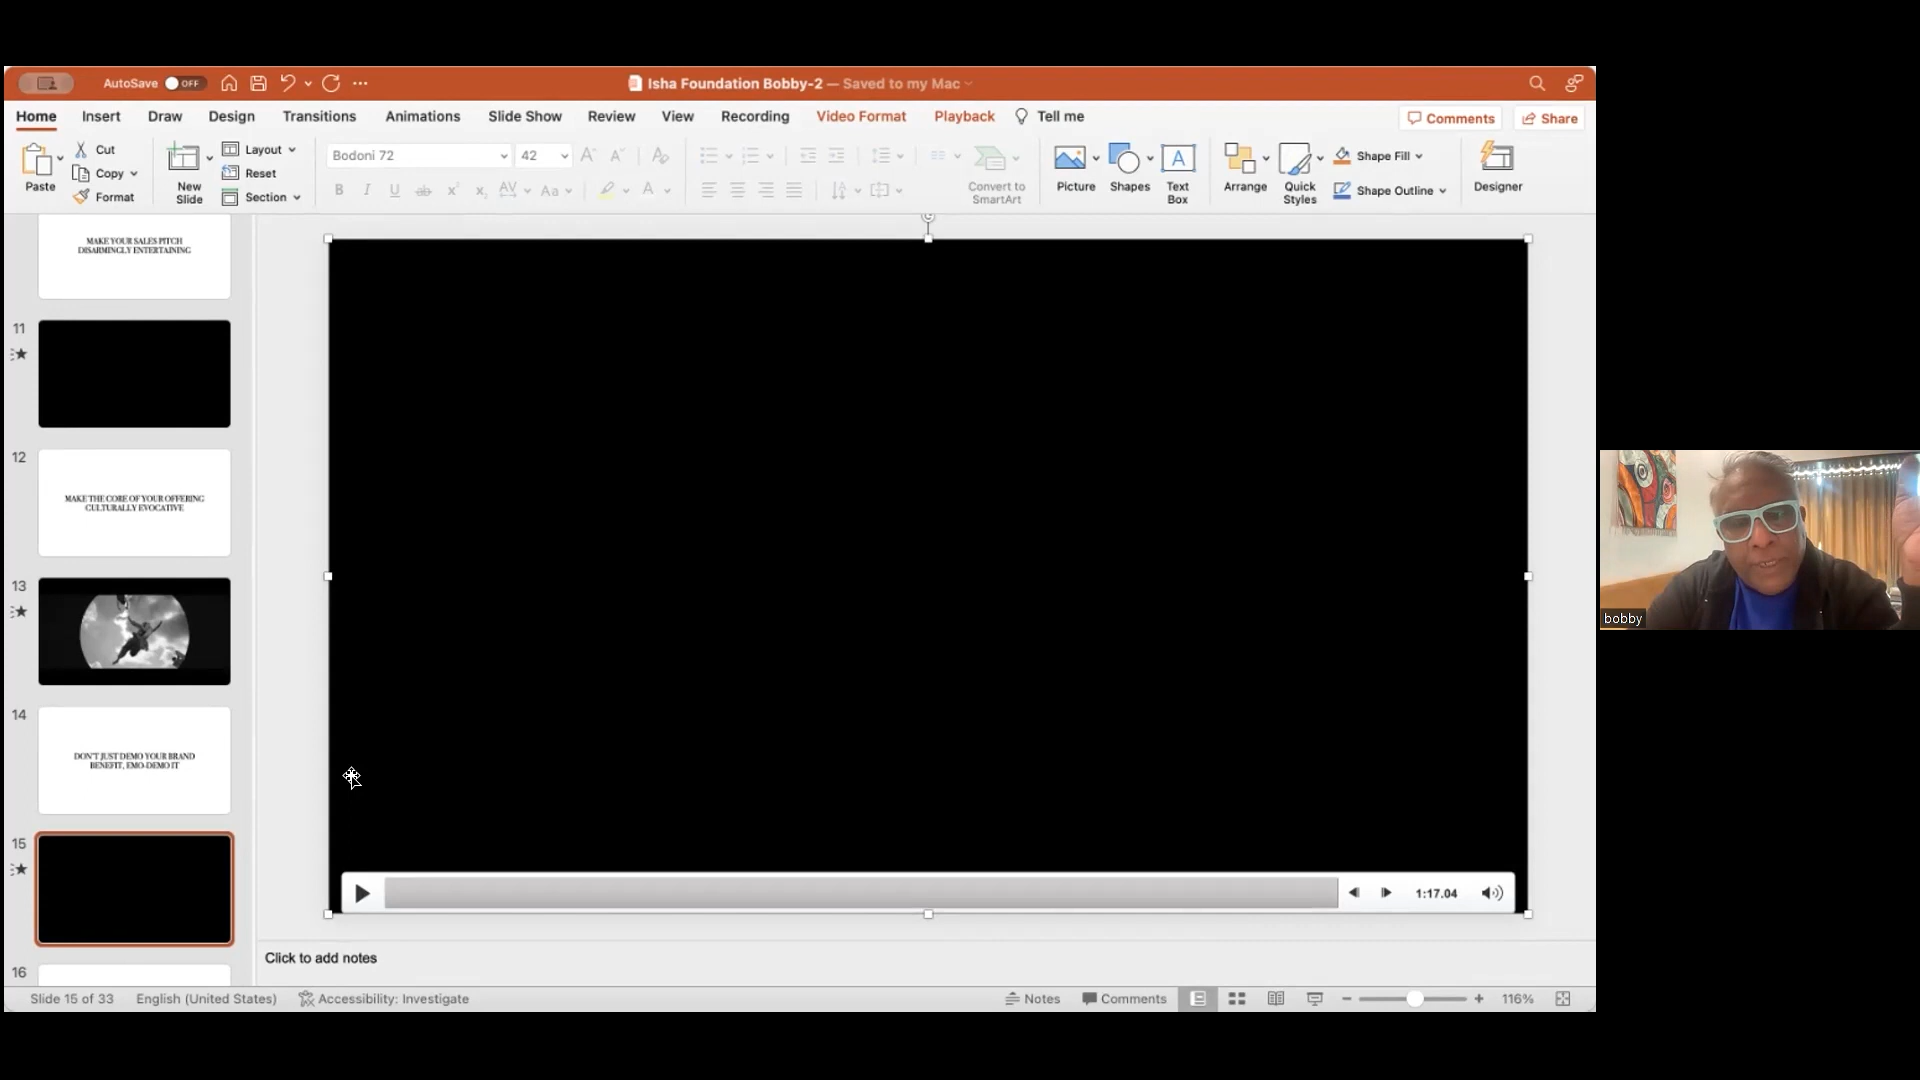 AutoSave OFF
Isha Foundation Bobby-2 — Saved to my Mac
Home Insert Draw Design Transitions Animations Slide Show Review View Recording Video Format Playback Tell me Comments Share
Paste
Cut
Copy
Format
New
Slide
Layout
Reset
Section
Bodoni 72 42
Convert to
SmartArt
Picture
Shapes
Text
Box
Arrange
Quick
Styles
Shape Fill
Shape Outline
Designer
MAKE YOUR SALES PITCH
DISARMINGLY ENTERTAINING
11
12
MAKE THE CORE OF YOUR OFFERING
CULTURALLY EVOCATIVE
13
14
DON'T JUST DEMO YOUR BRAND
BENEFIT, EMO-DEMO IT
15
16
1:17.04
Click to add notes
Slide 15 of 33 English (United States) Accessibility: Investigate Notes Comments 116%
bobby